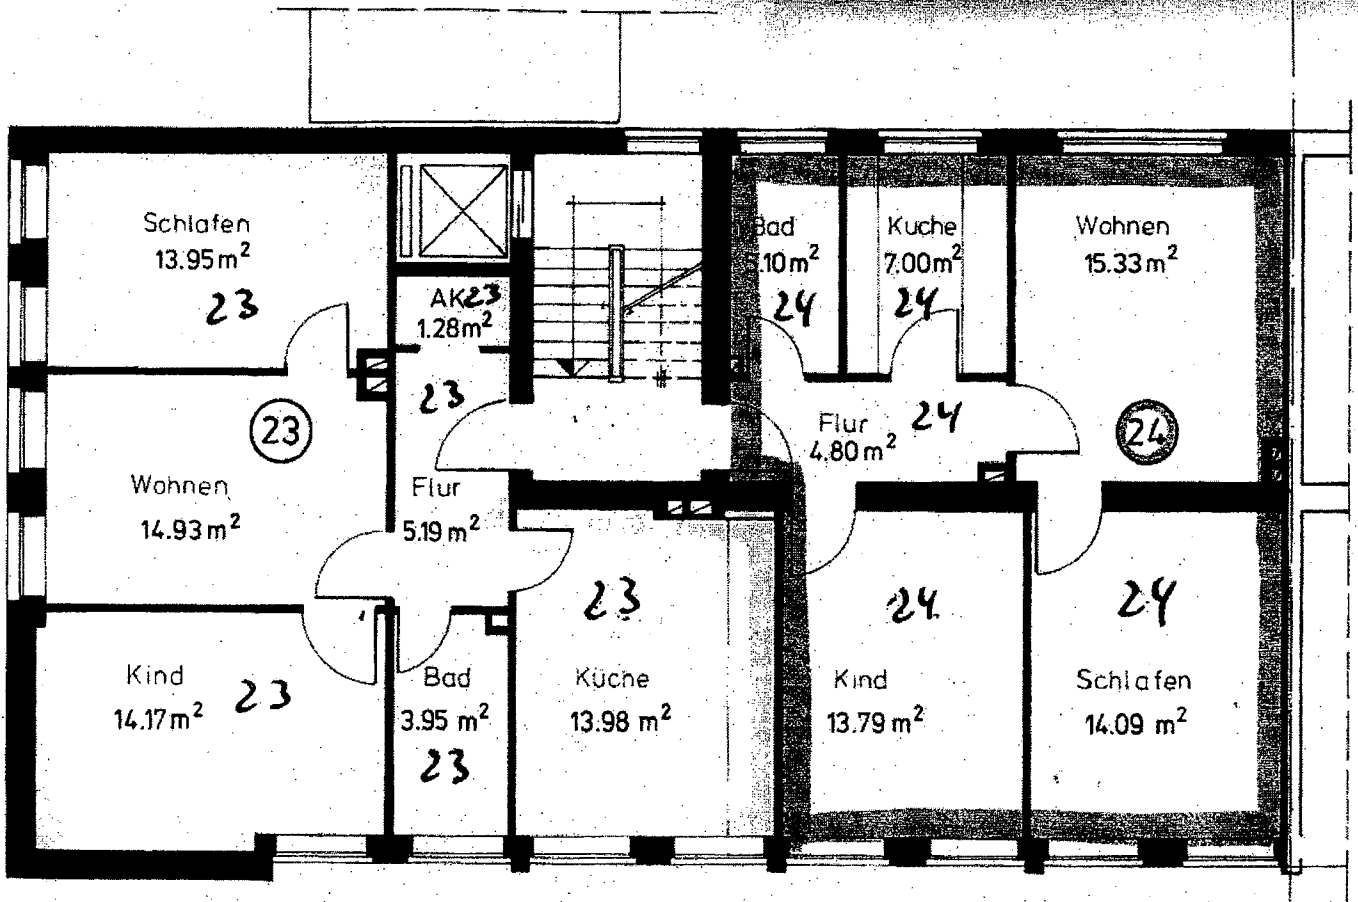 Schlafen
13.95 m²
23
AK 23
1.28 m²
23
Bad
.10 m²
24
Kuche
7.00 m²
24
Wohnen
15.33 m²
23
Flur
4.80 m²
24
24
Wohnen
14.93 m²
Flur
5.19 m²
23
24
24
Kind
14.17 m²
23
Bad
3.95 m²
23
Küche
13.98 m²
Kind
13.79 m²
Schlafen
14.09 m²